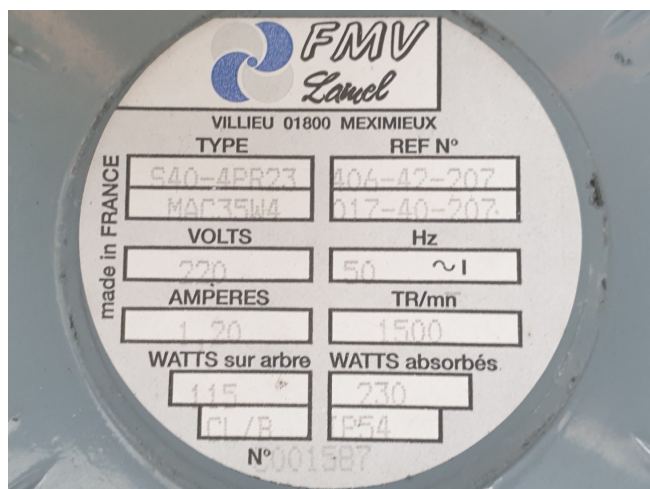 FMV
Lamel
VILLIEU 01800 MEXIMIEUX
made in FRANCE
TYPE REF N°
S40-4PR23 406-42-207
MAC35W4 017-40-207
VOLTS Hz
220 50 ~ I
AMPERES TR/mn
1,20 1500
WATTS sur arbre WATTS absorbés
115 230
CL/B IP54
N° 5001587